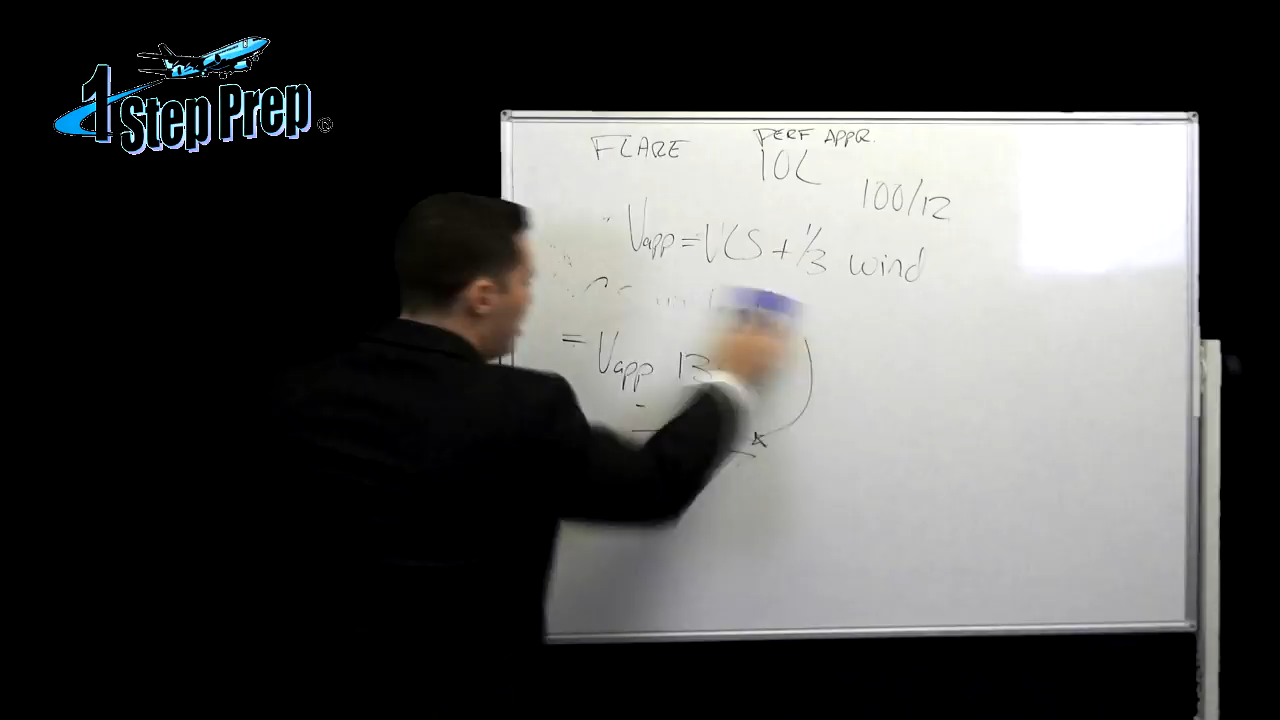 1 Step Prep ©
FLARE
PERF APPR.
10L
100/12
Vapp = VLS + 1/3 wind
= Vapp 13